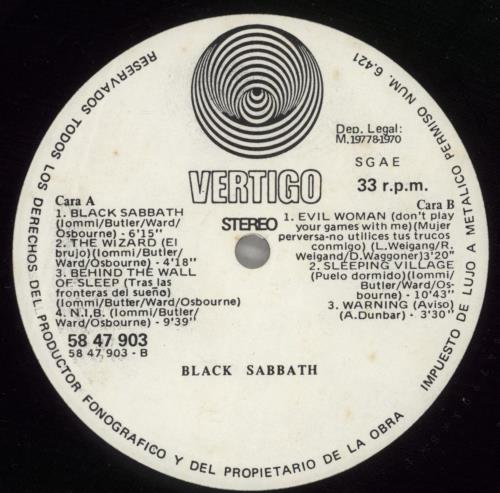 RESERVADOS TODOS LOS DERECHOS DEL PRODUCTOR FONOGRAFICO Y DEL PROPIETARIO DE LA OBRA
IMPUESTO DE LUJO A METALICO PERMISO NUM. 6.421
Dep. Legal:
M. 19778-1970
SGAE
VERTIGO
33 r.p.m.
STEREO
Cara A
1. BLACK SABBATH
(Iommi/Butler/Ward/
Osbourne) - 6'15''
2. THE WIZARD (El
brujo)(Iommi/Butler/
Ward/Osbourne) - 4'18''
3. BEHIND THE WALL
OF SLEEP (Tras las
fronteras del sueño)
(Iommi/Butter/Ward/Osbourne)
4. N.I.B. (Iommi/Butler/
Ward/Osbourne) - 9'39''
58 47 903
58 47 903 - B
Cara B
1. EVIL WOMAN (don't play
your games with me)(Mujer
perversa-no utilices tus trucos
conmigo) (L.Weigang/R.
Weigand/D.Waggoner)3'20''
2. SLEEPING VILLAGE
(Puelo dormido)(Iommi/
Butler/Ward/Os-
bourne) - 10'43''
3. WARNING (Aviso)
(A.Dunbar) - 3'30''
BLACK SABBATH